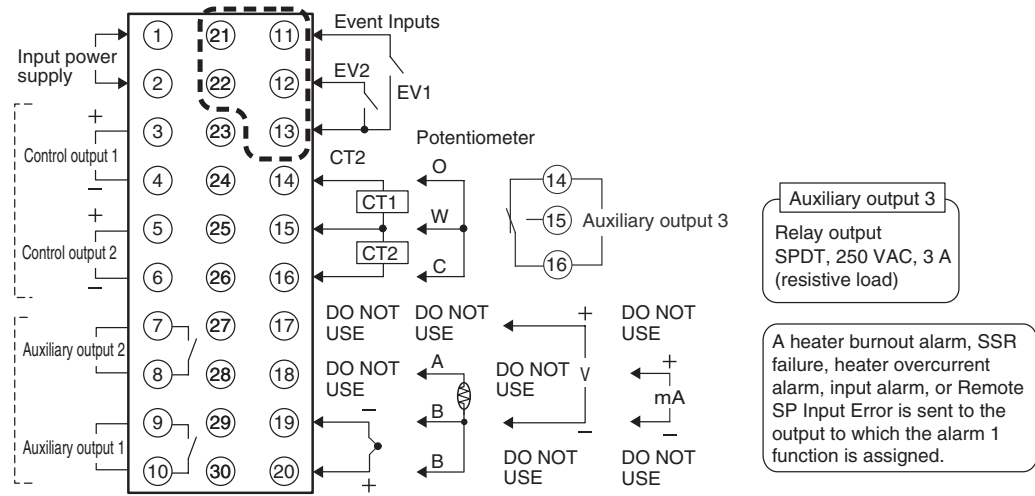 1 21 11 Event Inputs
Input power
supply
2 22 12 EV2
EV1
+
3 23 13
Control output 1
CT2
Potentiometer
−
4 24 14
O
14
CT1
+
5 25 15
W
15 Auxiliary output 3
Control output 2
CT2
−
6 26 16
C
16
Auxiliary output 3
Relay output
SPDT, 250 VAC, 3 A
(resistive load)
7 27 17
DO NOT
USE
DO NOT
USE
+
DO NOT
USE
Auxiliary output 2
8 28 18
DO NOT
USE
A
DO NOT
USE
V
+
mA
−
9 29 19
−
B
−
Auxiliary output 1
10 30 20
+
B
DO NOT
USE
DO NOT
USE
A heater burnout alarm, SSR
failure, heater overcurrent
alarm, input alarm, or Remote
SP Input Error is sent to the
output to which the alarm 1
function is assigned.